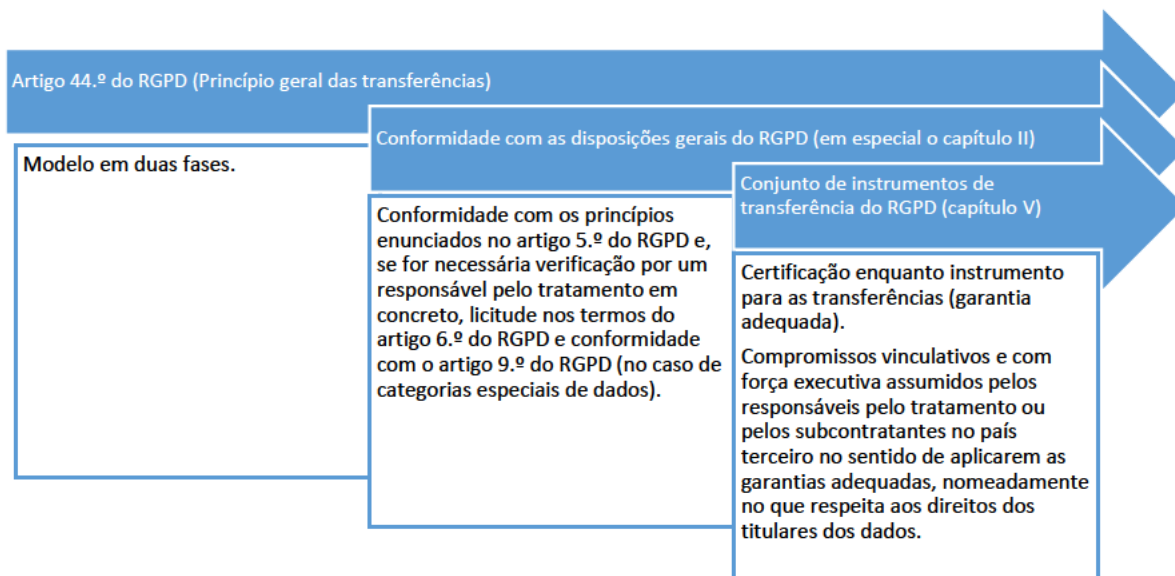 Artigo 44.º do RGPD (Princípio geral das transferências)
Modelo em duas fases.
Conformidade com as disposições gerais do RGPD (em especial o capítulo II)
Conformidade com os princípios
enunciados no artigo 5.º do RGPD e,
se for necessária verificação por um
responsável pelo tratamento em
concreto, licitude nos termos do
artigo 6.º do RGPD e conformidade
com o artigo 9.º do RGPD (no caso de
categorias especiais de dados).
Conjunto de instrumentos de
transferência do RGPD (capítulo V)
Certificação enquanto instrumento
para as transferências (garantia
adequada).
Compromissos vinculativos e com
força executiva assumidos pelos
responsáveis pelo tratamento ou
pelos subcontratantes no país
terceiro no sentido de aplicarem as
garantias adequadas, nomeadamente
no que respeita aos direitos dos
titulares dos dados.